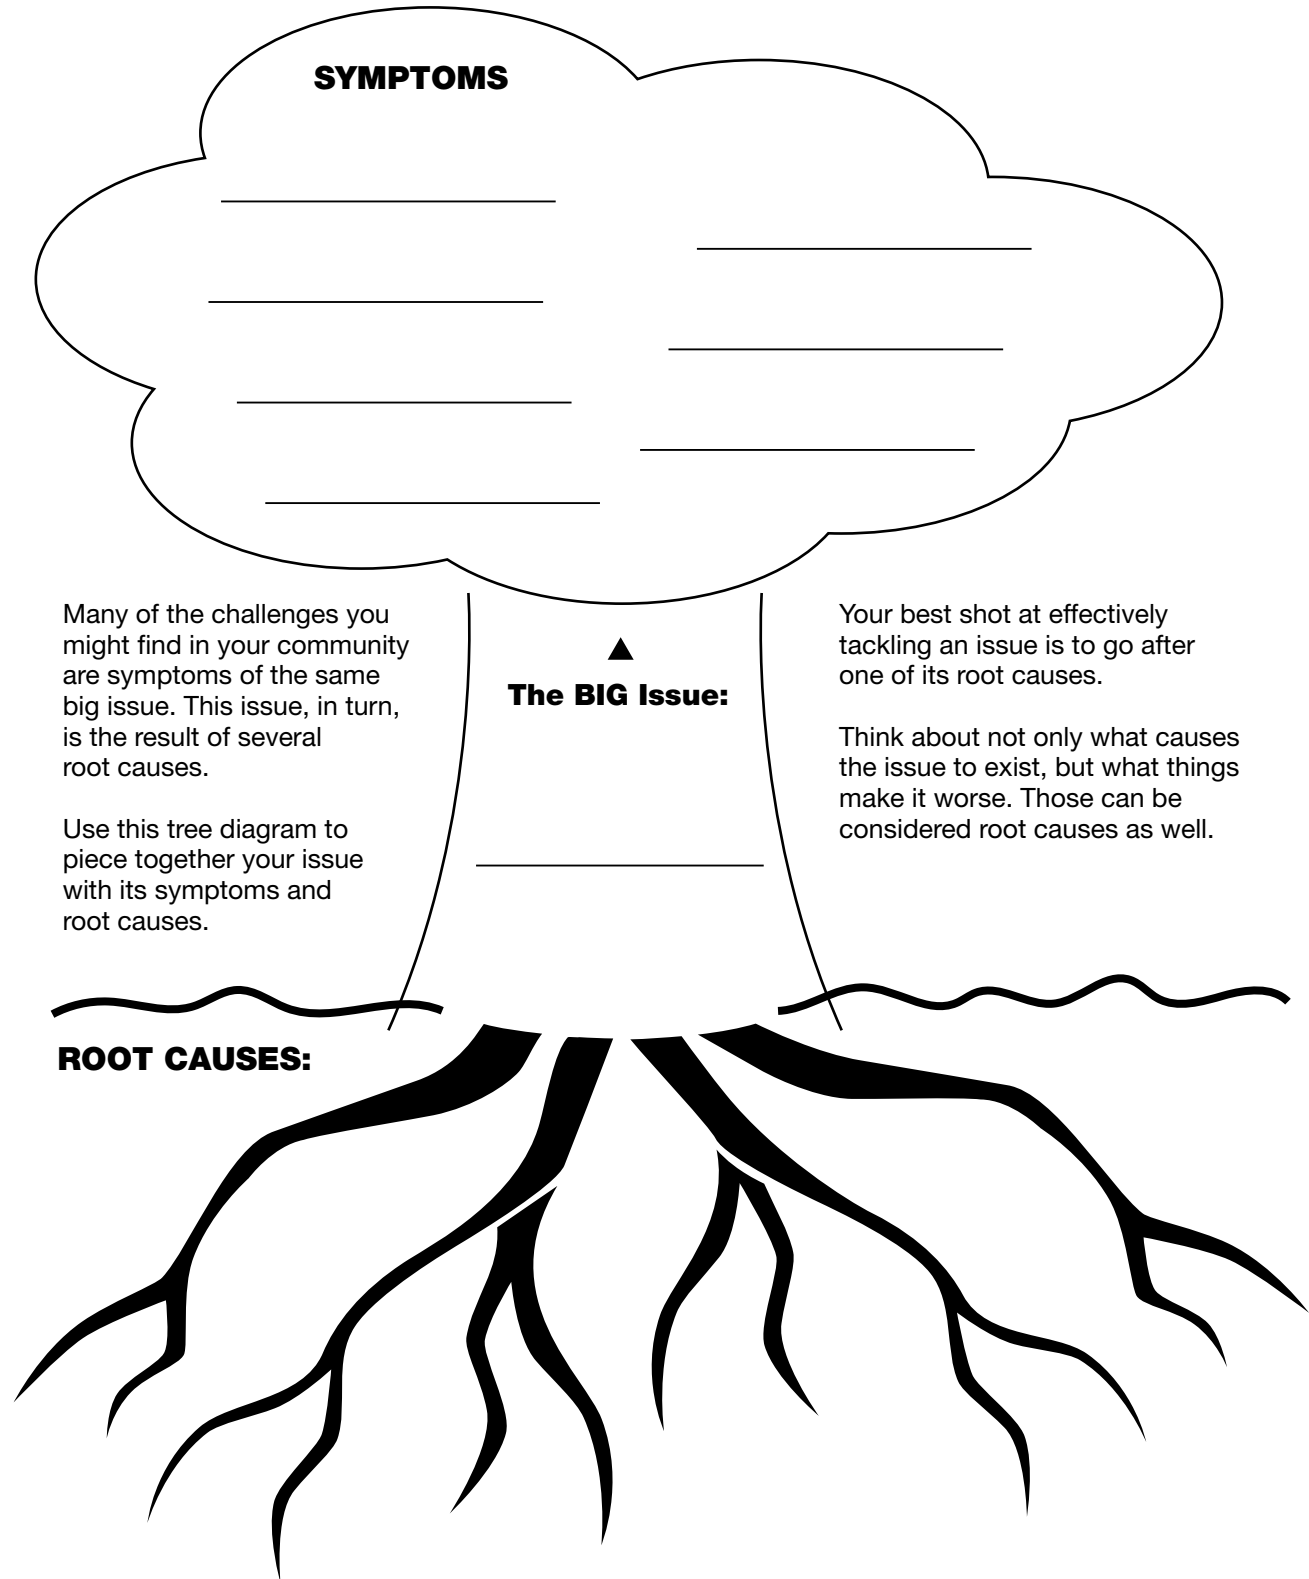 SYMPTOMS
Many of the challenges you
might find in your community
are symptoms of the same
big issue. This issue, in turn,
is the result of several
root causes.
Use this tree diagram to
piece together your issue
with its symptoms and
root causes.
The BIG Issue:
Your best shot at effectively
tackling an issue is to go after
one of its root causes.
Think about not only what causes
the issue to exist, but what things
make it worse. Those can be
considered root causes as well.
ROOT CAUSES: